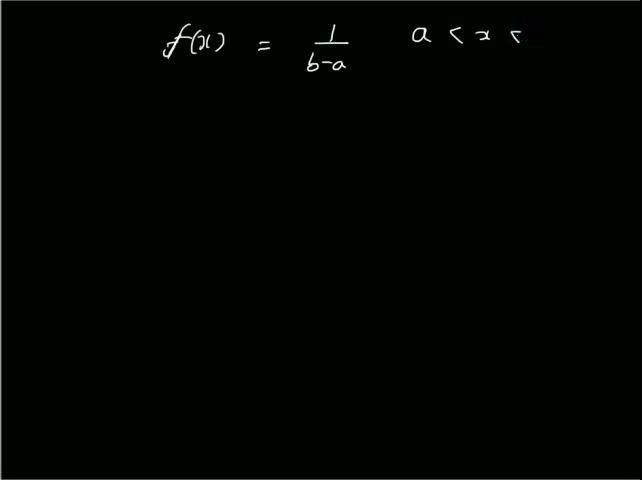 f(x) = 1/(b-a) a < x <